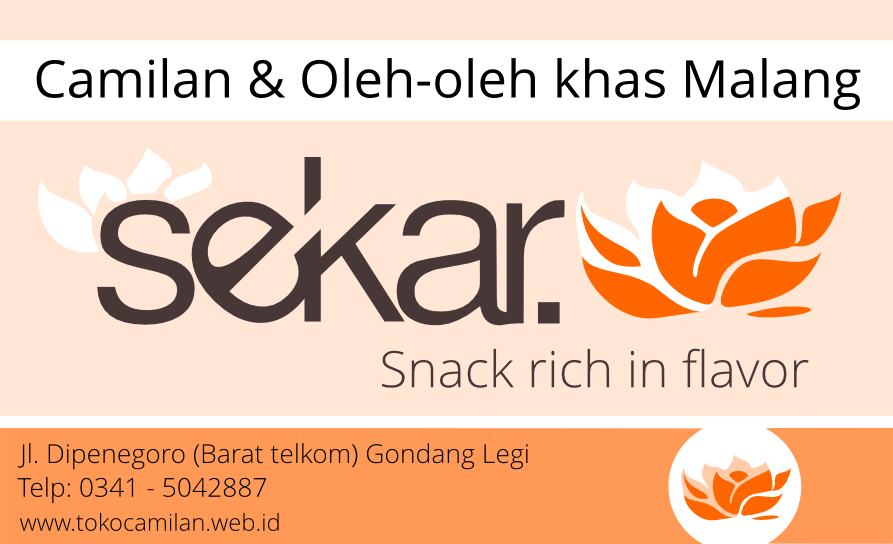 Camilan & Oleh-oleh khas Malang
sekar.
Snack rich in flavor
Jl. Dipenegoro (Barat telkom) Gondang Legi
Telp: 0341 - 5042887
www.tokocamilan.web.id